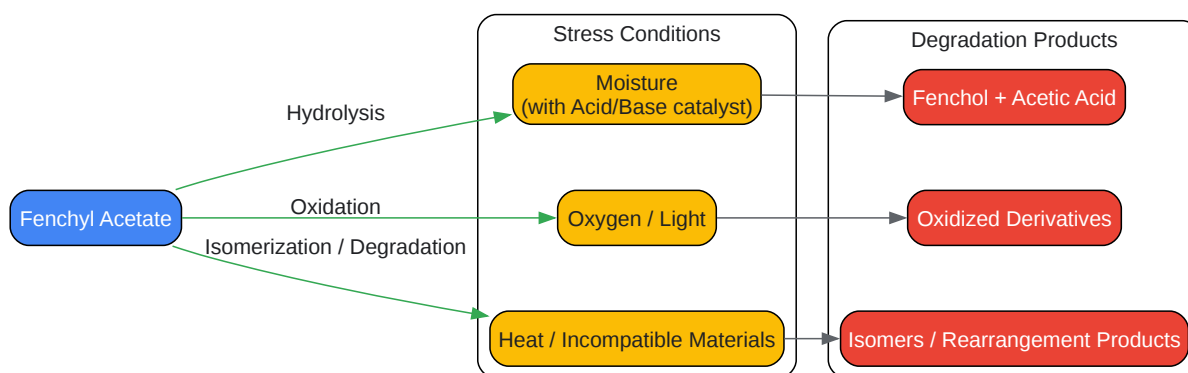 Stress Conditions
Degradation Products
Moisture
(with Acid/Base catalyst)
Fenchol + Acetic Acid
Hydrolysis
Fenchyl Acetate
Oxidation
Oxygen / Light
Oxidized Derivatives
Isomerization / Degradation
Heat / Incompatible Materials
Isomers / Rearrangement Products